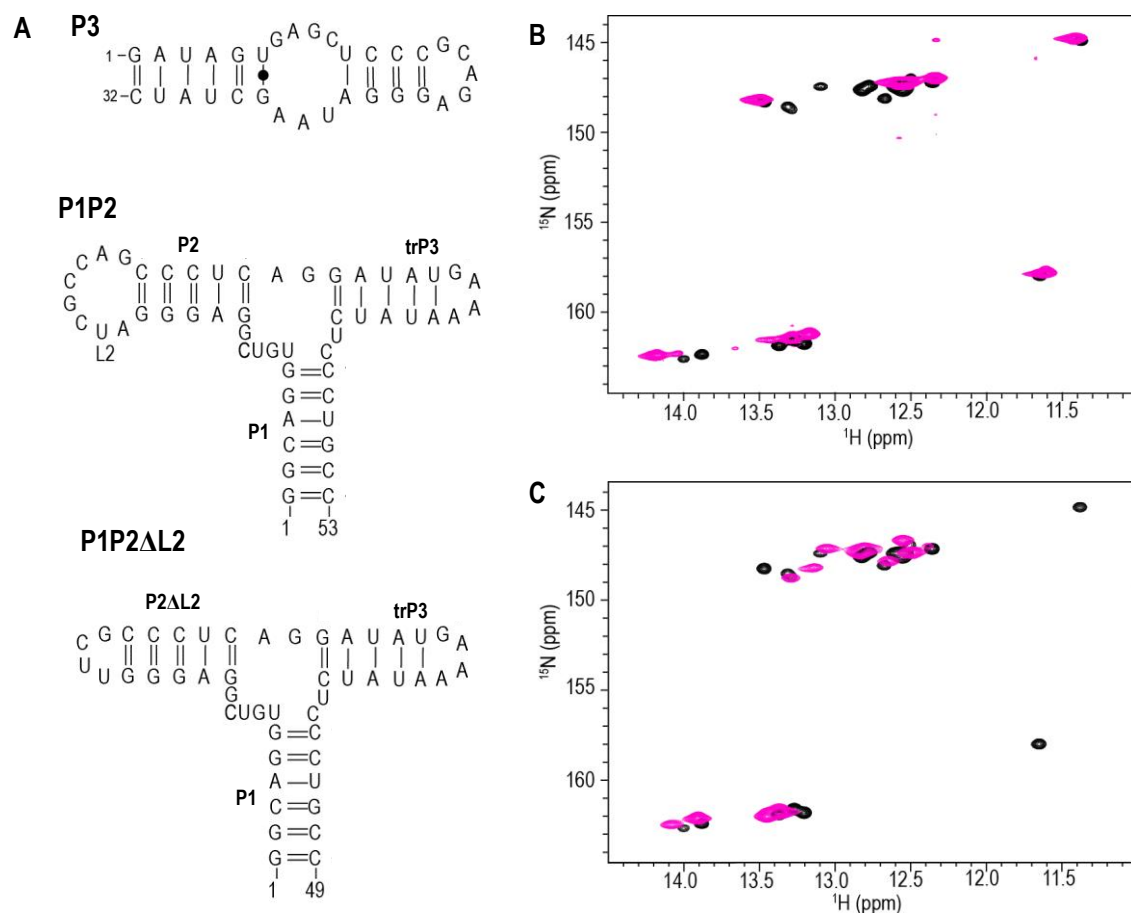 A
P3
1 –G A U A G U G A G C U C C C G C A G
32 –C U A U C G A A U A G G G A
P1P2
P2
trP3
C C A G C C C U C A G G A U A U G A A
G C U A G G G A G G C U A U A A
L2
C U G U U C
G C
G C
P1
A U
C G
G C
G C
1 53
P1P2ΔL2
P2ΔL2
trP3
C G C C C U C A G G A U A U G A A
U U G G G A G G C U A U A A
C U G U U C
G C
G C
P1
A U
C G
G C
G C
1 49
B
145
150
155
160
¹⁵N (ppm)
14.0 13.5 13.0 12.5 12.0 11.5
¹H (ppm)
C
145
150
155
160
¹⁵N (ppm)
14.0 13.5 13.0 12.5 12.0 11.5
¹H (ppm)